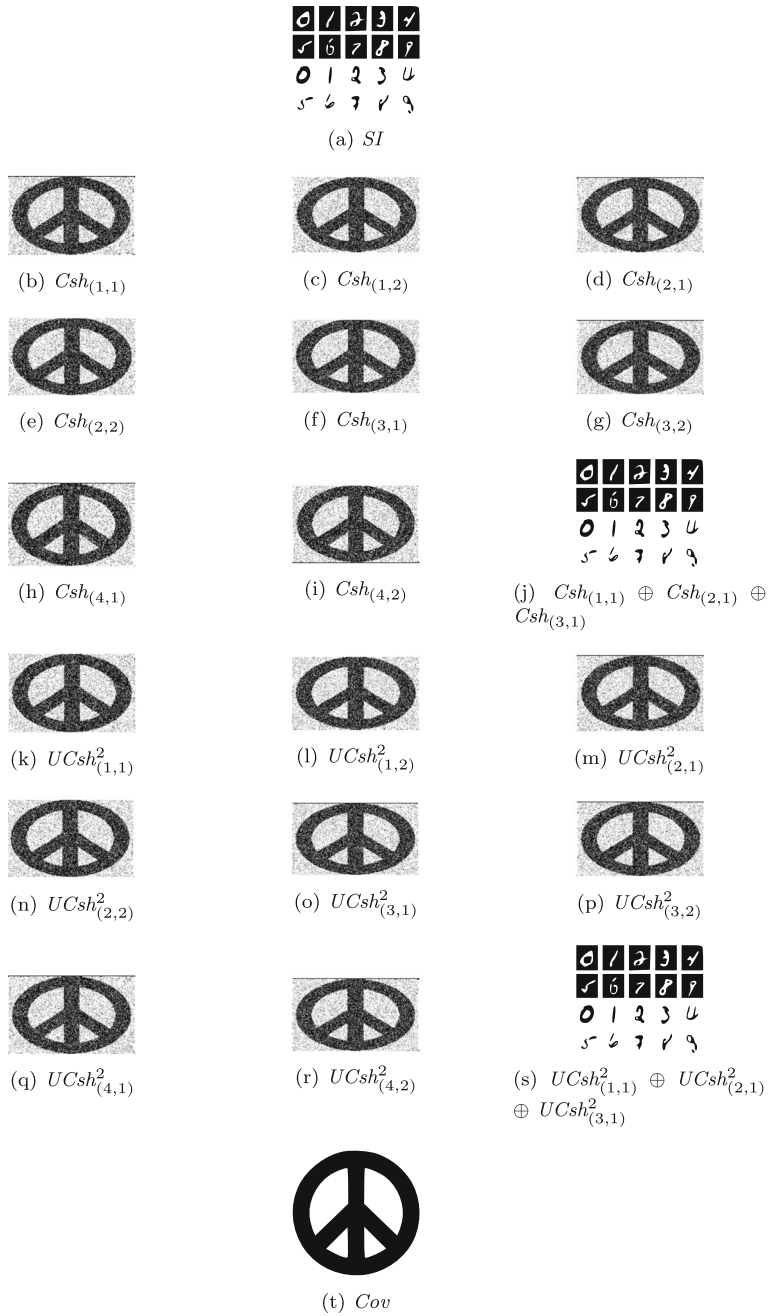 0 1 2 3 4
5 6 7 8 9
0 1 2 3 4
5 6 7 8 9
(a) SI
(b) Csh(1,1)
(c) Csh(1,2)
(d) Csh(2,1)
(e) Csh(2,2)
(f) Csh(3,1)
(g) Csh(3,2)
0 1 2 3 4
5 6 7 8 9
0 1 2 3 4
5 6 7 8 9
(h) Csh(4,1)
(i) Csh(4,2)
(j) Csh(1,1) ⊕ Csh(2,1) ⊕
Csh(3,1)
(k) UCsh²(1,1)
(l) UCsh²(1,2)
(m) UCsh²(2,1)
(n) UCsh²(2,2)
(o) UCsh²(3,1)
(p) UCsh²(3,2)
0 1 2 3 4
5 6 7 8 9
0 1 2 3 4
5 6 7 8 9
(q) UCsh²(4,1)
(r) UCsh²(4,2)
(s) UCsh²(1,1) ⊕ UCsh²(2,1)
⊕ UCsh²(3,1)
(t) Cov